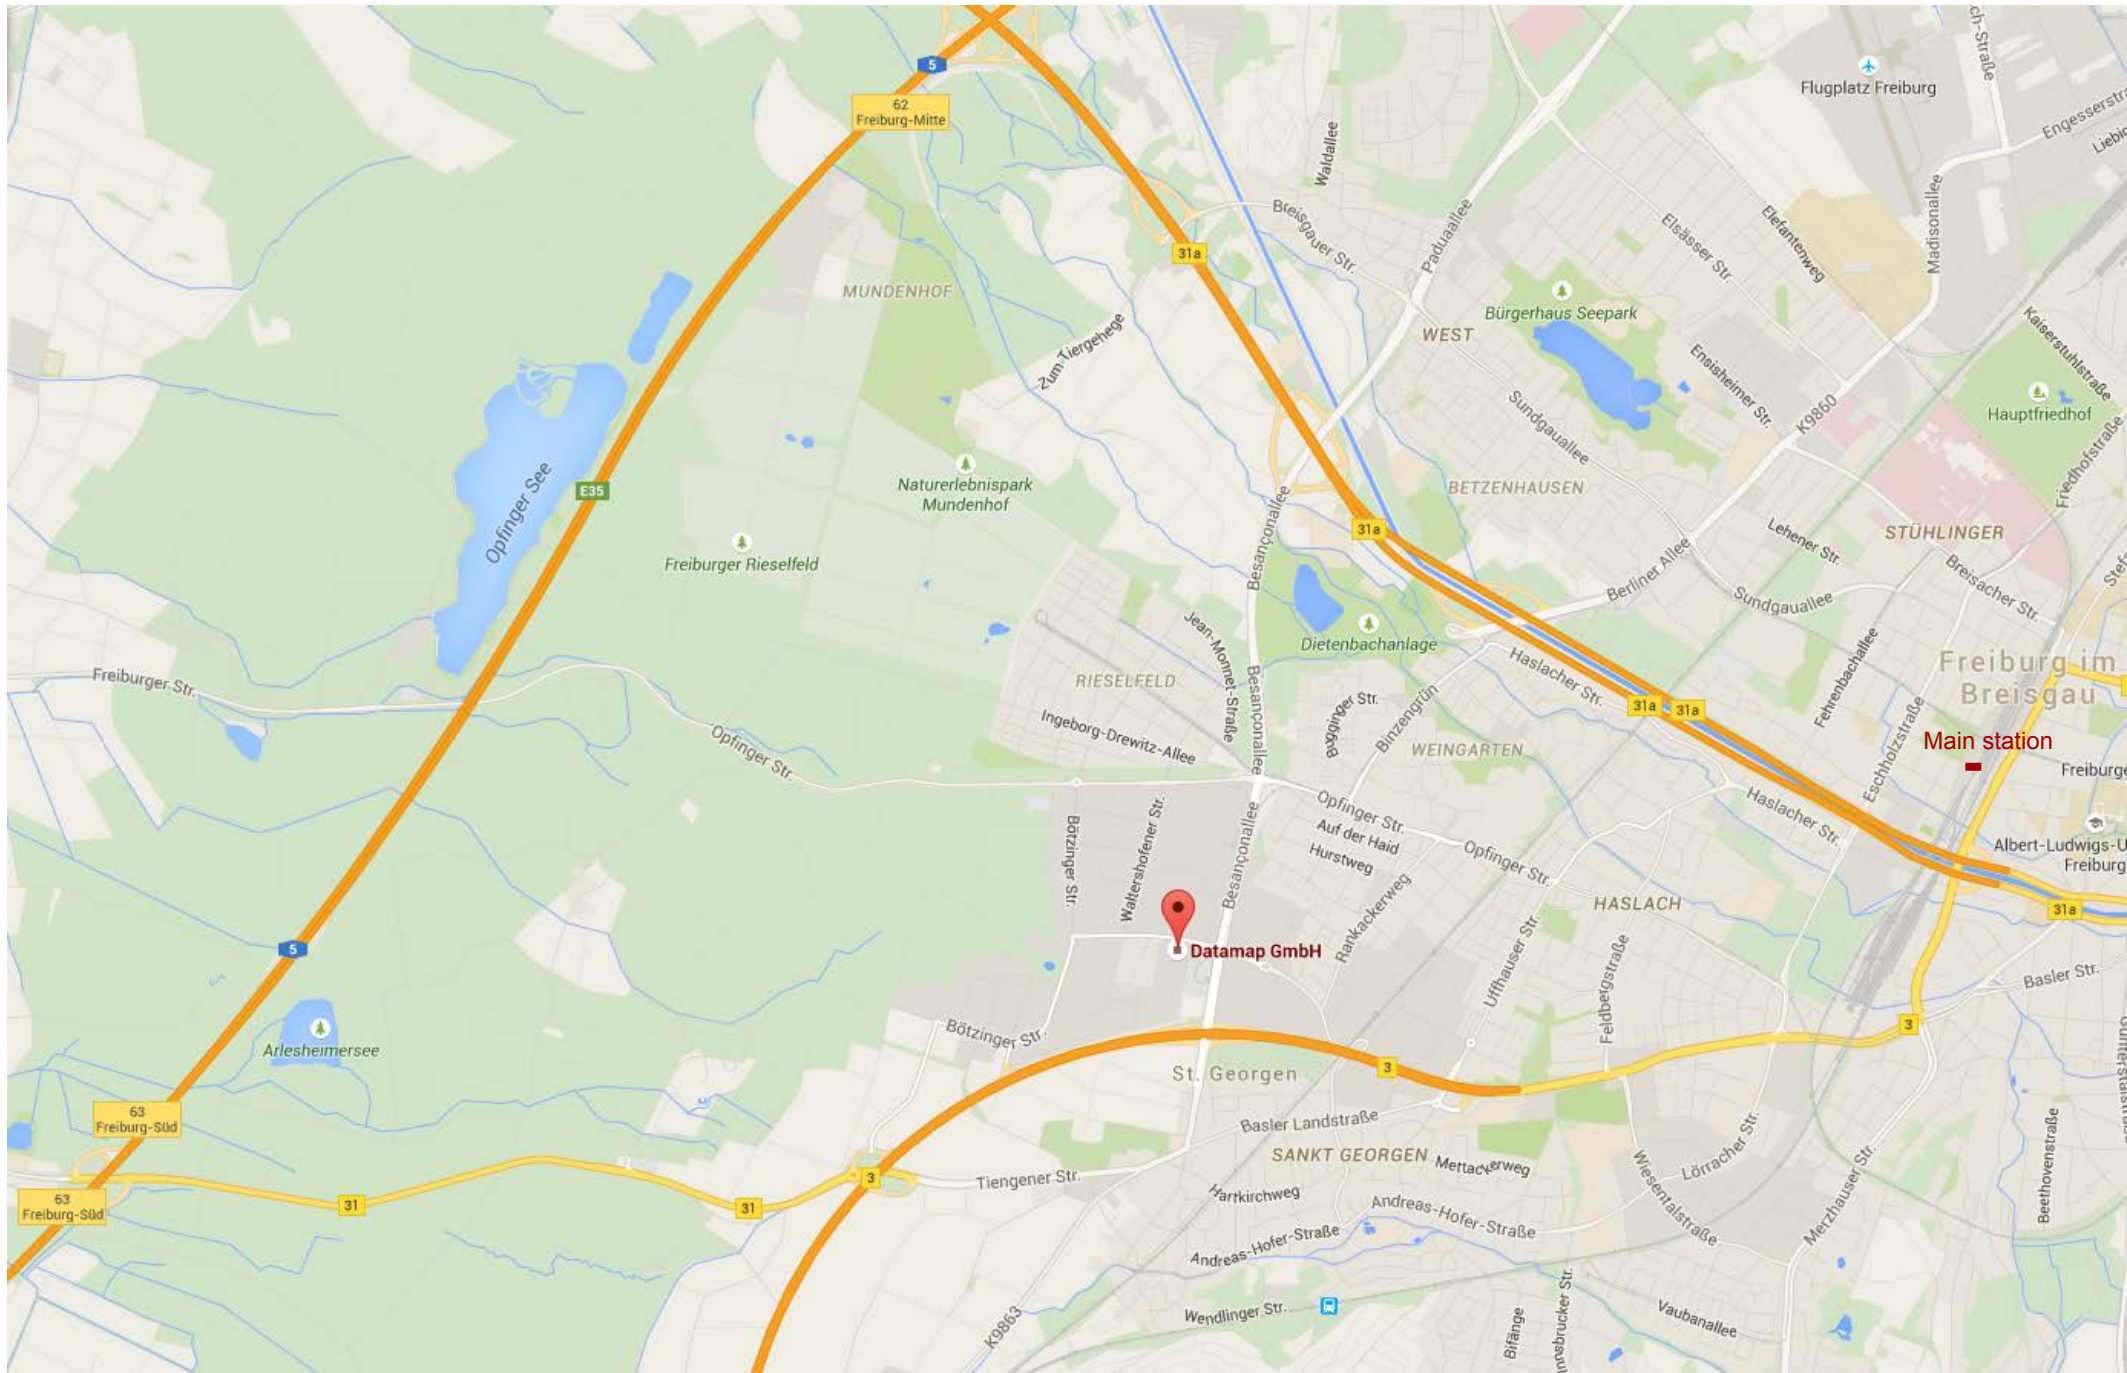 5
62
Freiburg-Mitte
ch-Straße
Flugplatz Freiburg
Engesserstr
Waldallee
Breisgauer Str.
Paduaallee
Elsässer Str.
Elefantenweg
Madisonallee
31a
MUNDENHOF
Zum Tiergehege
Bürgerhaus Seepark
WEST
Ensisheimer Str.
Kaiserstuhlstraße
Hauptfriedhof
K9860
Sundgauallee
Friedhofstraße
Opfinger See
E35
Naturerlebnispark
Mundenhof
BETZENHAUSEN
Besançonallee
31a
Lehener Str.
STÜHLINGER
Freiburger Rieselfeld
Berliner Allee
Breisacher Str.
Sundgauallee
Jean-Monnet-Straße
Dietenbachanlage
Haslacher Str.
Fehrenbachallee
Freiburg im
Breisgau
Freiburger Str.
RIESELFELD
Besançonallee
Bugginger Str.
Binzengrün
31a
31a
Eschholzstraße
Ingeborg-Drewitz-Allee
Opfinger Str.
WEINGARTEN
Main station
Freiburge
Bötzinger Str.
Waltershofener Str.
Besançonallee
Opfinger Str.
Auf der Haid
Hurstweg
Opfinger Str.
Haslacher Str.
Albert-Ludwigs-U
Freiburg
Rankackerweg
HASLACH
31a
5
Datamap GmbH
Uffhauser Str.
Feldbergstraße
Basler Str.
Arlesheimersee
Bötzinger Str.
3
3
St. Georgen
63
Freiburg-Süd
Basler Landstraße
SANKT GEORGEN
Mettackerweg
Wiesentalstraße
Lörracher Str.
Merzhauser Str.
Beethovenstraße
63
Freiburg-Süd
31
31
3
Tiengener Str.
Hartkirchweg
Andreas-Hofer-Straße
Andreas-Hofer-Straße
K9863
Wendlinger Str.
Bifänge
nnsbrucker Str.
Vaubanallee